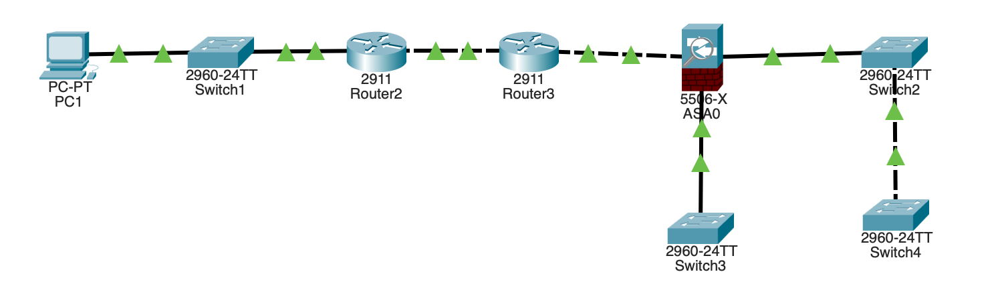 PC-PT
PC1
2960-24TT
Switch1
2911
Router2
2911
Router3
5506-X
ASA0
2960-24TT
Switch2
2960-24TT
Switch3
2960-24TT
Switch4